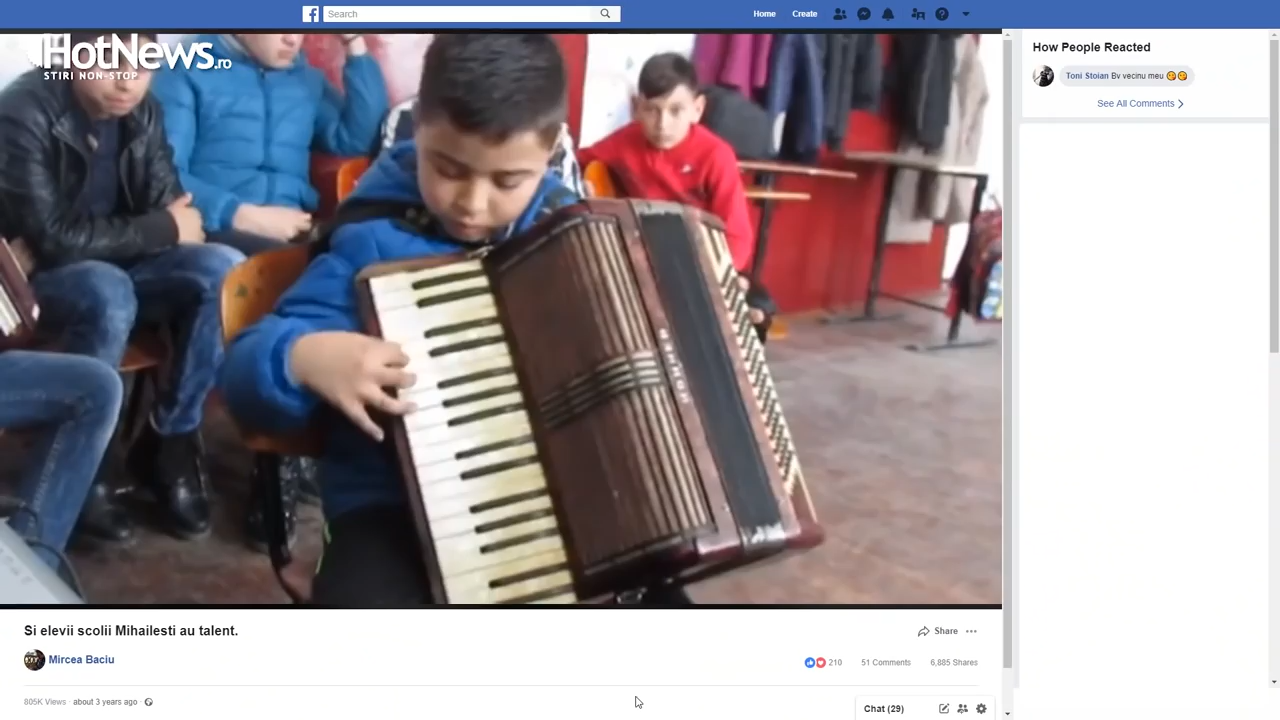 Search
Home
Create
HotNews.ro
STIRI NON-STOP
HOHNER
Si elevii scolii Mihailesti au talent.
Share
Mircea Baciu
210
51 Comments
6,885 Shares
805K Views · about 3 years ago ·
How People Reacted
Toni Stoian Bv vecinu meu 😋😋
See All Comments
Chat (29)